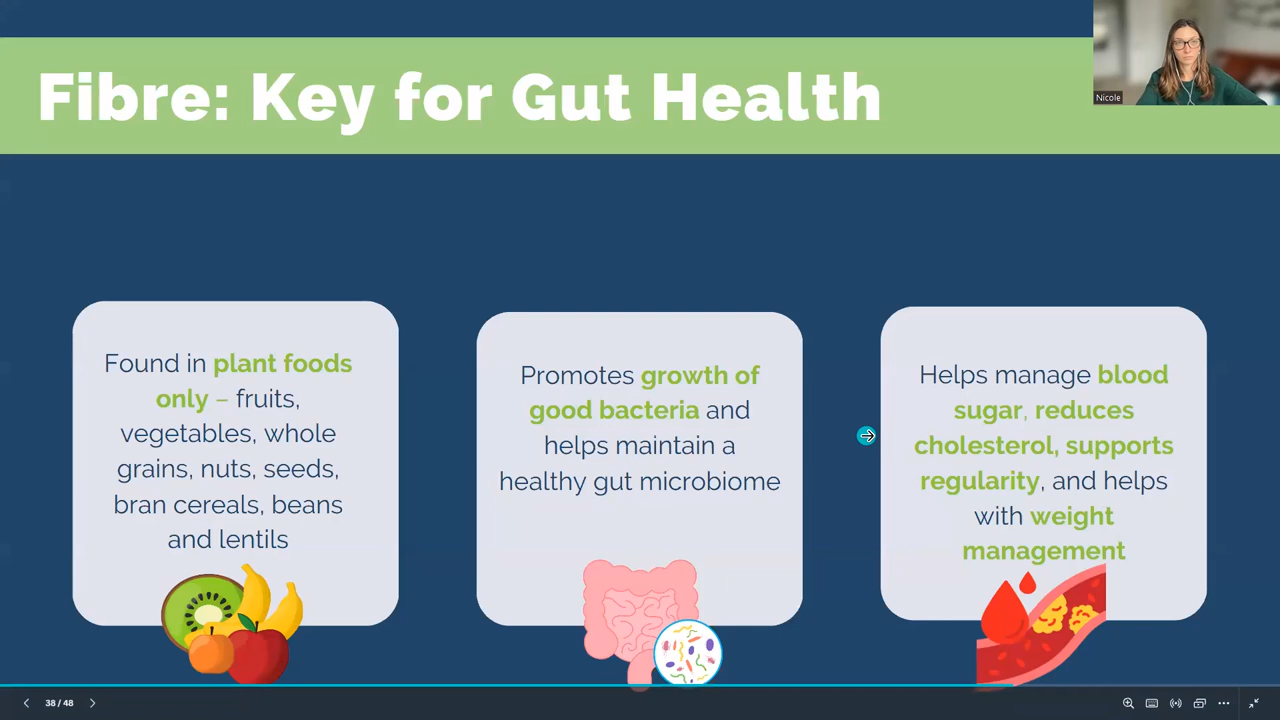 Fibre: Key for Gut Health
Nicole
Found in plant foods
only – fruits,
vegetables, whole
grains, nuts, seeds,
bran cereals, beans
and lentils
Promotes growth of
good bacteria and
helps maintain a
healthy gut microbiome
Helps manage blood
sugar, reduces
cholesterol, supports
regularity, and helps
with weight
management
38 / 48